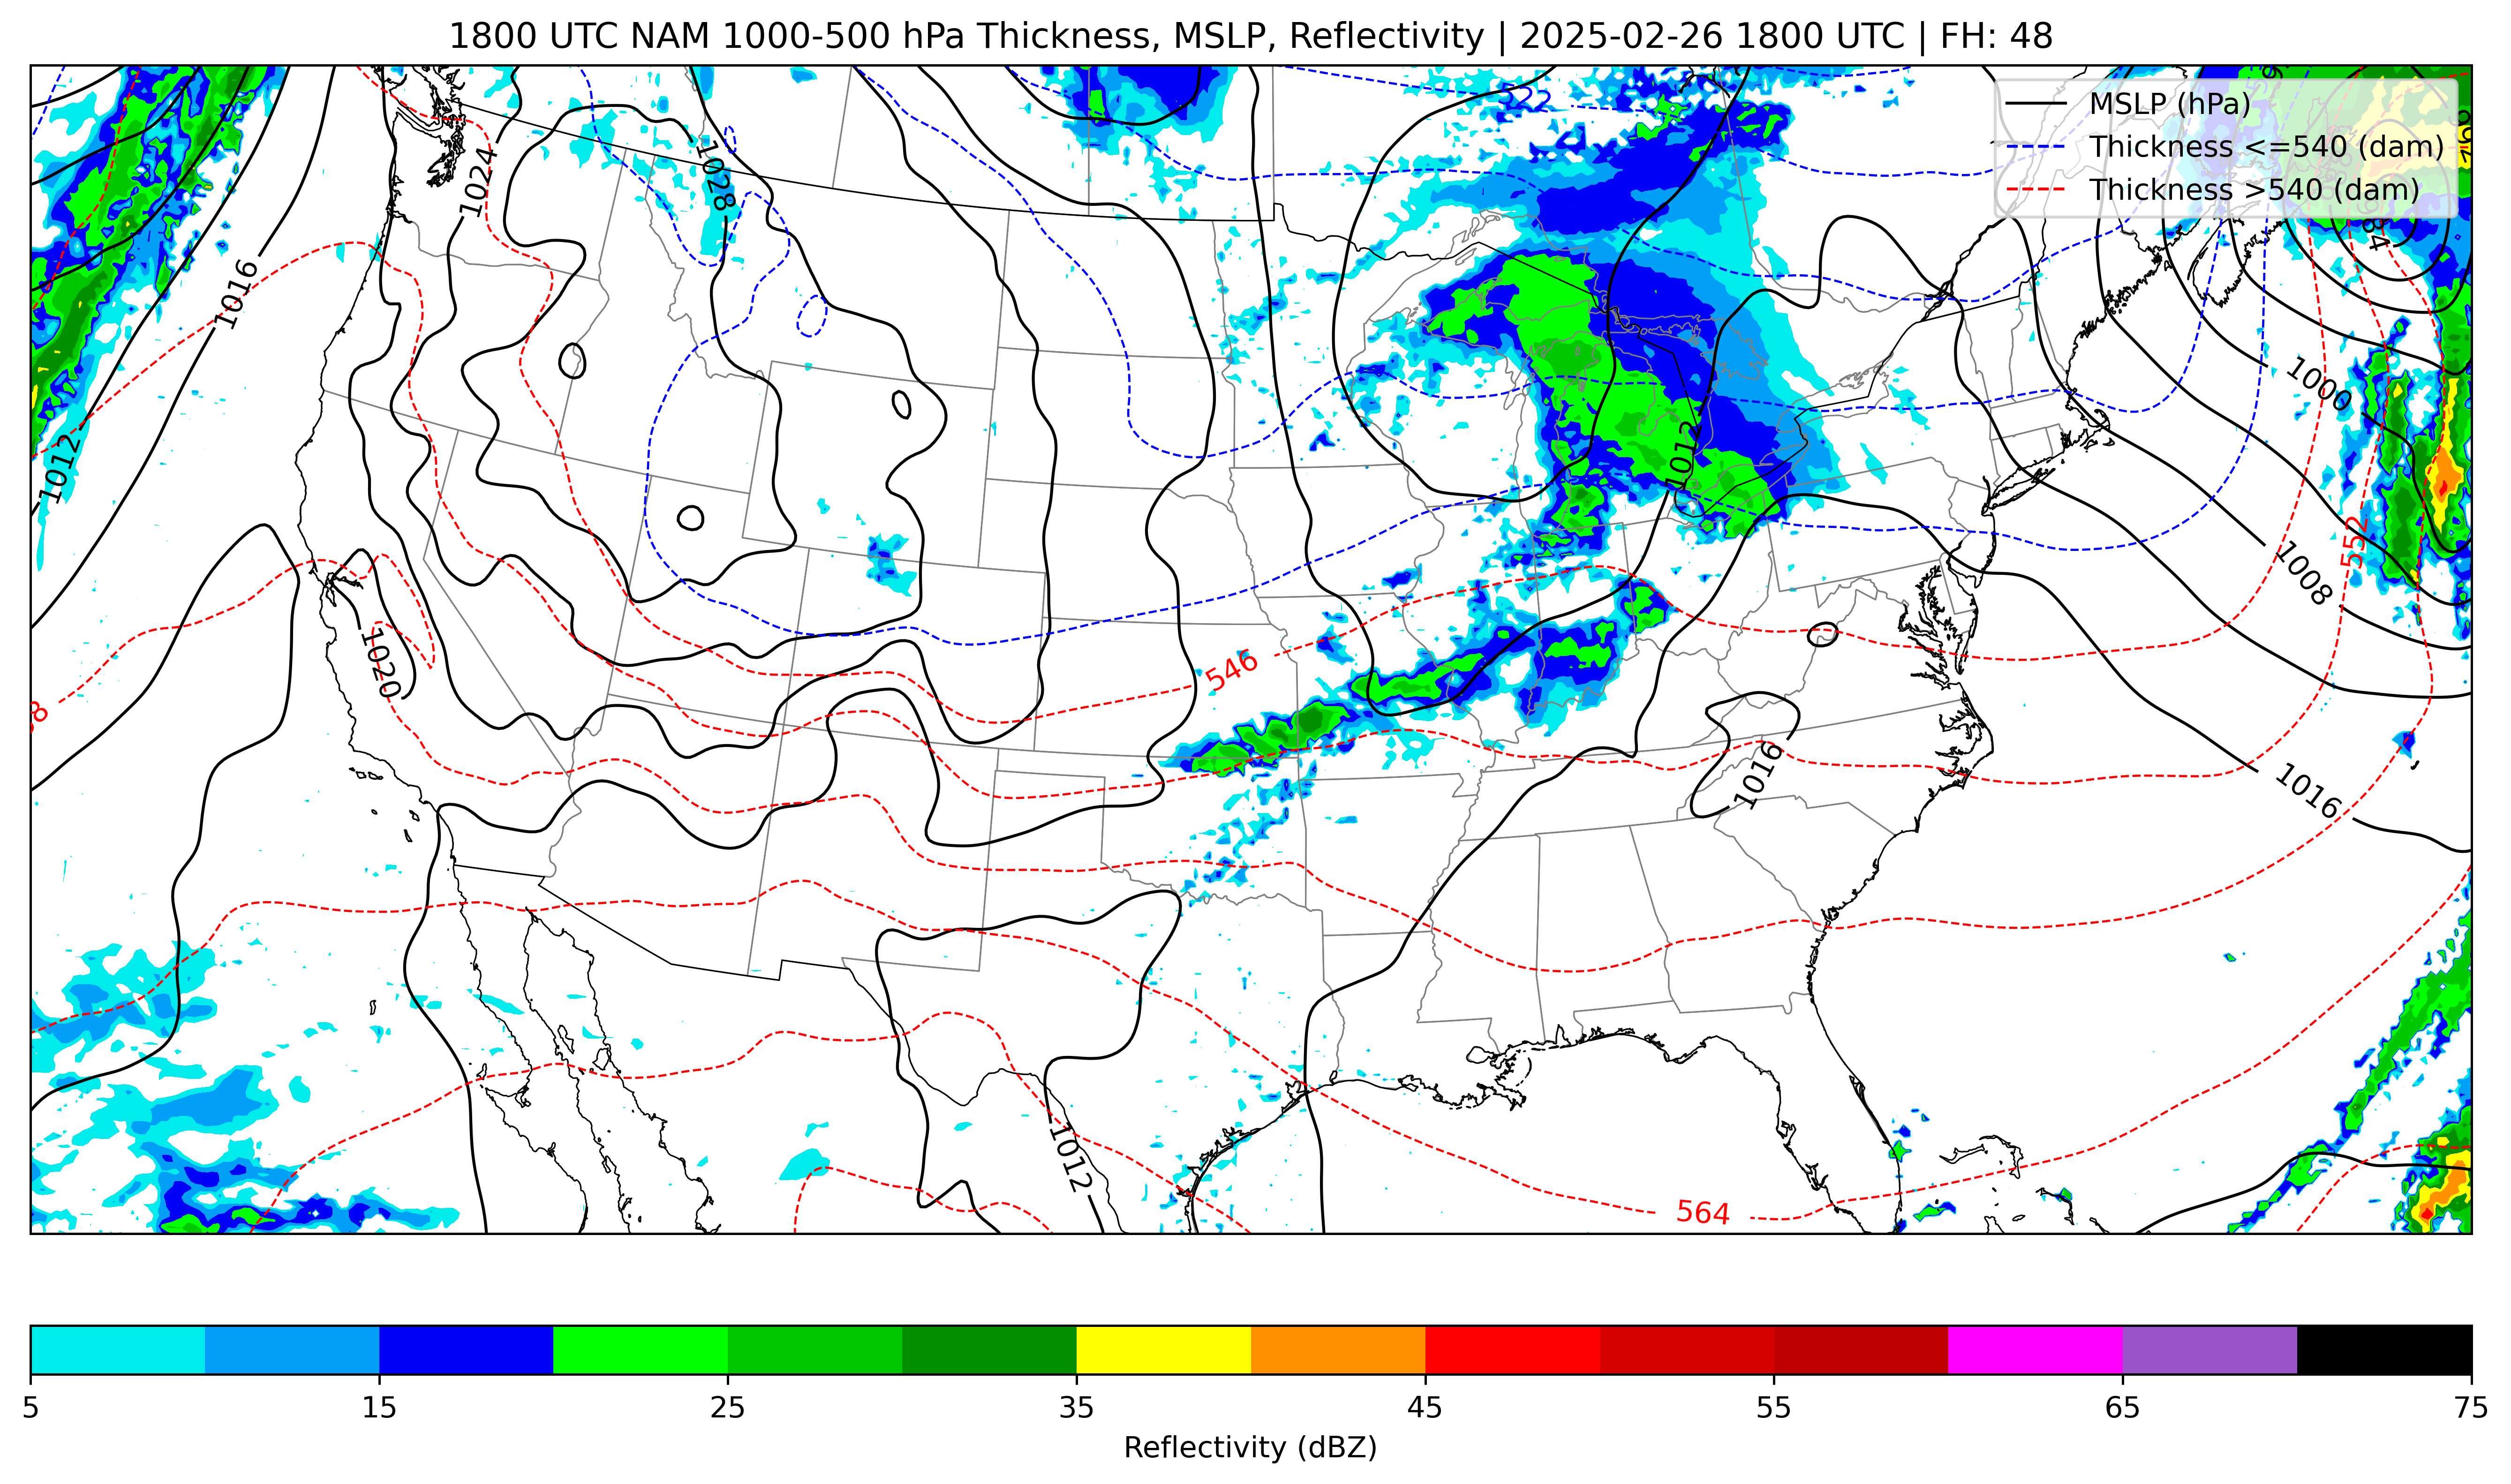 1800 UTC NAM 1000-500 hPa Thickness, MSLP, Reflectivity | 2025-02-26 1800 UTC | FH: 48
MSLP (hPa)
Thickness <=540 (dam)
Thickness >540 (dam)
1028
1024
1016
1000
1012
1012
552
1008
1020
546
1016
1016
1012
564
5 15 25 35 45 55 65 75
Reflectivity (dBZ)